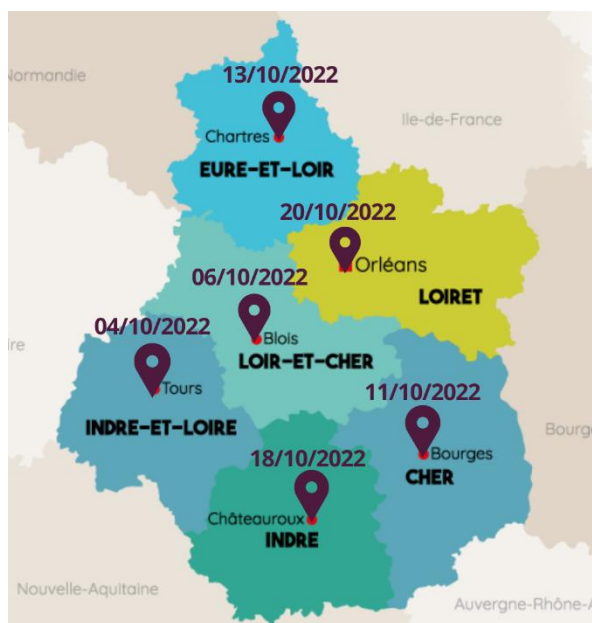 13/10/2022
Normandie
Ile-de-France
Chartres
EURE-ET-LOIR
20/10/2022
Orléans
LOIRET
06/10/2022
Blois
LOIR-ET-CHER
04/10/2022
Tours
INDRE-ET-LOIRE
11/10/2022
Bourges
CHER
Bourg
18/10/2022
Châteauroux
INDRE
Nouvelle-Aquitaine
Auvergne-Rhône-A